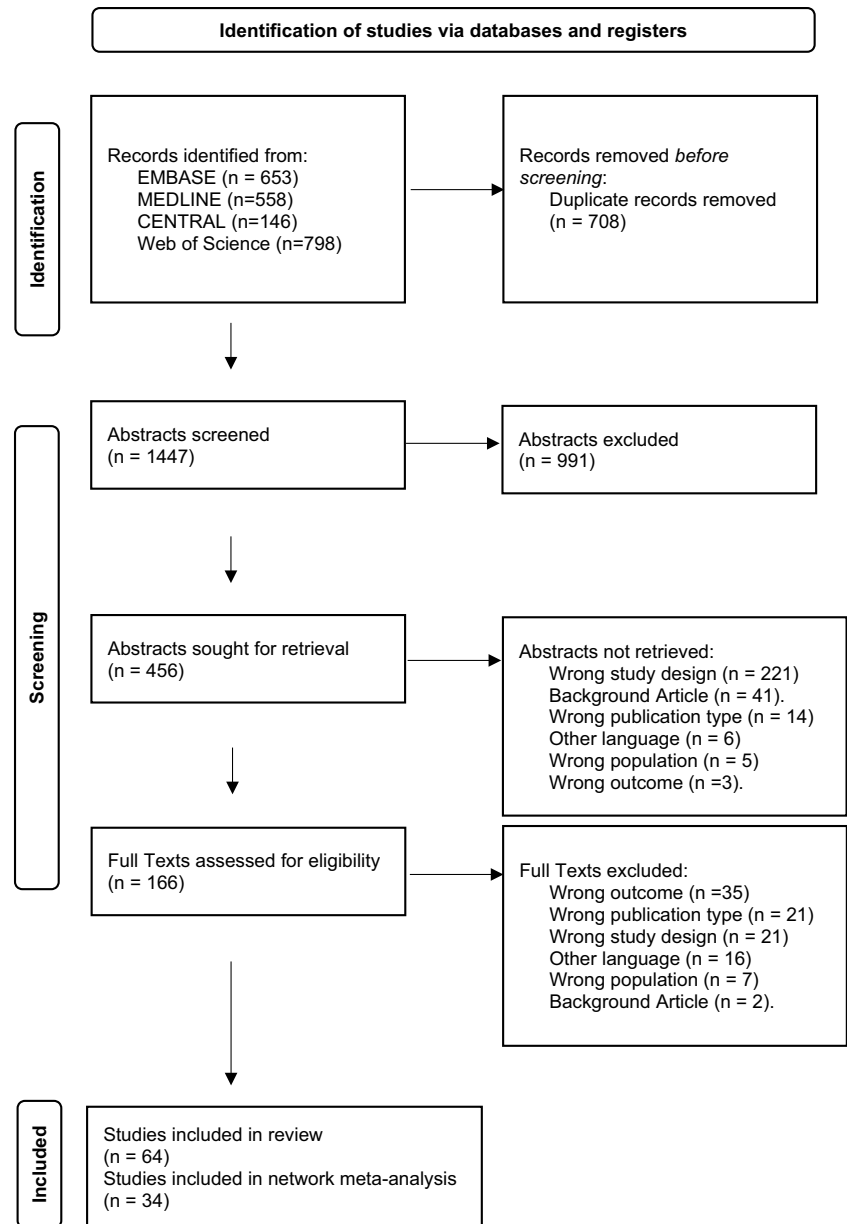 Identification of studies via databases and registers
Identification
Records identified from:
EMBASE (n = 653)
MEDLINE (n=558)
CENTRAL (n=146)
Web of Science (n=798)
Records removed before
screening:
Duplicate records removed
(n = 708)
Screening
Abstracts screened
(n = 1447)
Abstracts excluded
(n = 991)
Abstracts sought for retrieval
(n = 456)
Abstracts not retrieved:
Wrong study design (n = 221)
Background Article (n = 41).
Wrong publication type (n = 14)
Other language (n = 6)
Wrong population (n = 5)
Wrong outcome (n =3).
Full Texts assessed for eligibility
(n = 166)
Full Texts excluded:
Wrong outcome (n =35)
Wrong publication type (n = 21)
Wrong study design (n = 21)
Other language (n = 16)
Wrong population (n = 7)
Background Article (n = 2).
Included
Studies included in review
(n = 64)
Studies included in network meta-analysis
(n = 34)